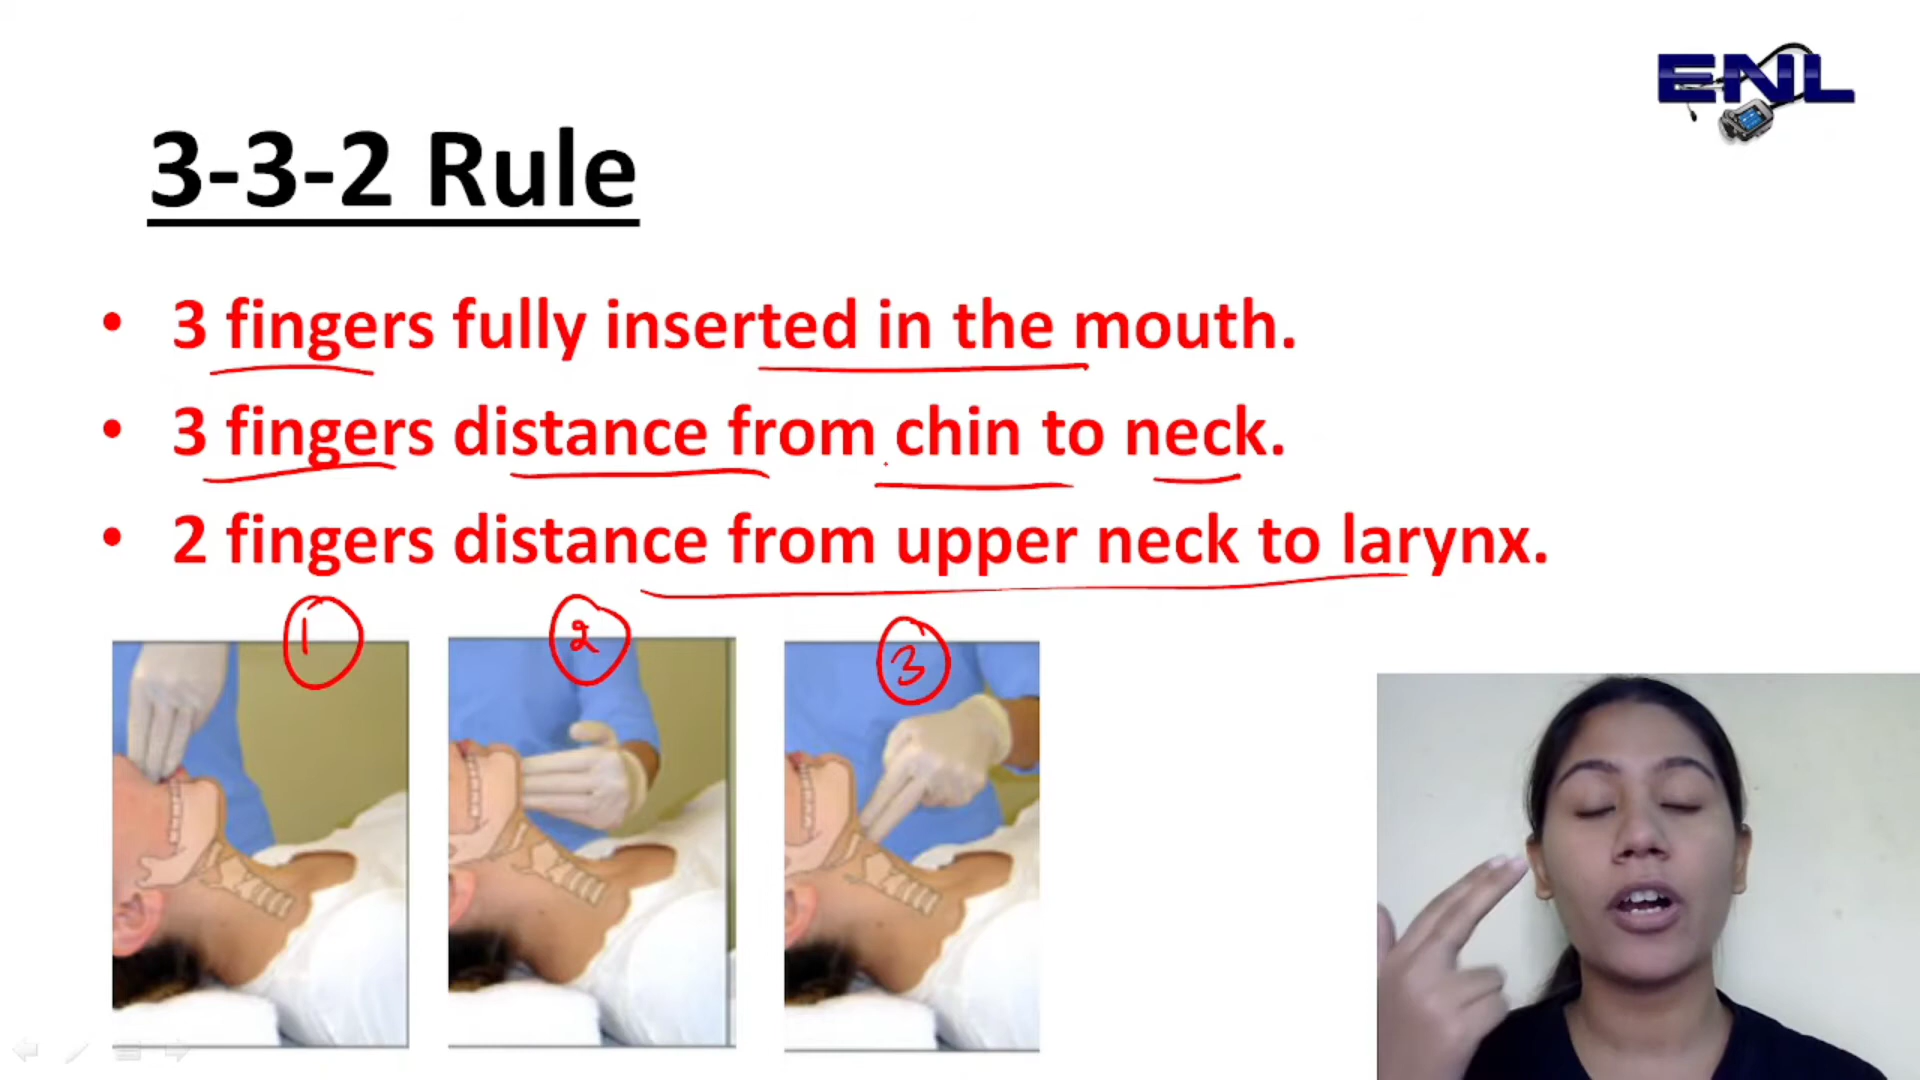 ENL
3-3-2 Rule
• 3 fingers fully inserted in the mouth.
• 3 fingers distance from chin to neck.
• 2 fingers distance from upper neck to larynx.
1
2
3